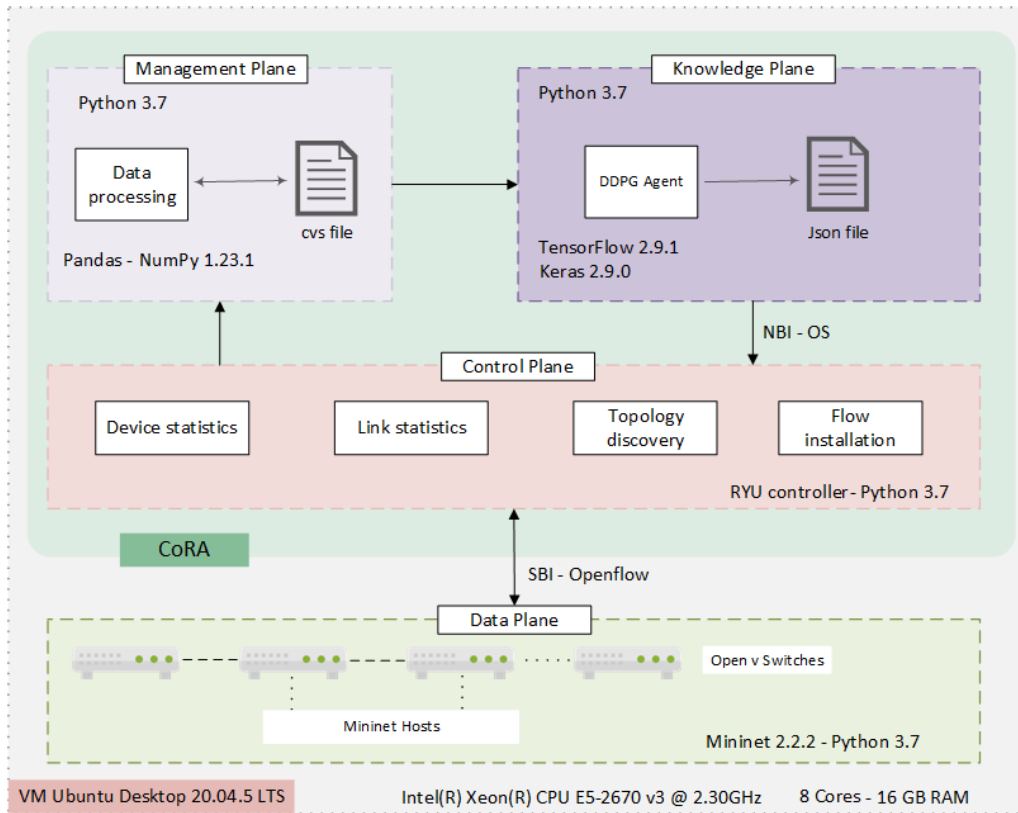 Management Plane
Python 3.7
Data
processing
cvs file
Pandas - NumPy 1.23.1
Knowledge Plane
Python 3.7
DDPG Agent
Json file
TensorFlow 2.9.1
Keras 2.9.0
NBI - OS
Control Plane
Device statistics
Link statistics
Topology
discovery
Flow
installation
RYU controller- Python 3.7
CoRA
SBI - Openflow
Data Plane
Open v Switches
Mininet Hosts
Mininet 2.2.2 - Python 3.7
VM Ubuntu Desktop 20.04.5 LTS
Intel(R) Xeon(R) CPU E5-2670 v3 @ 2.30GHz
8 Cores - 16 GB RAM